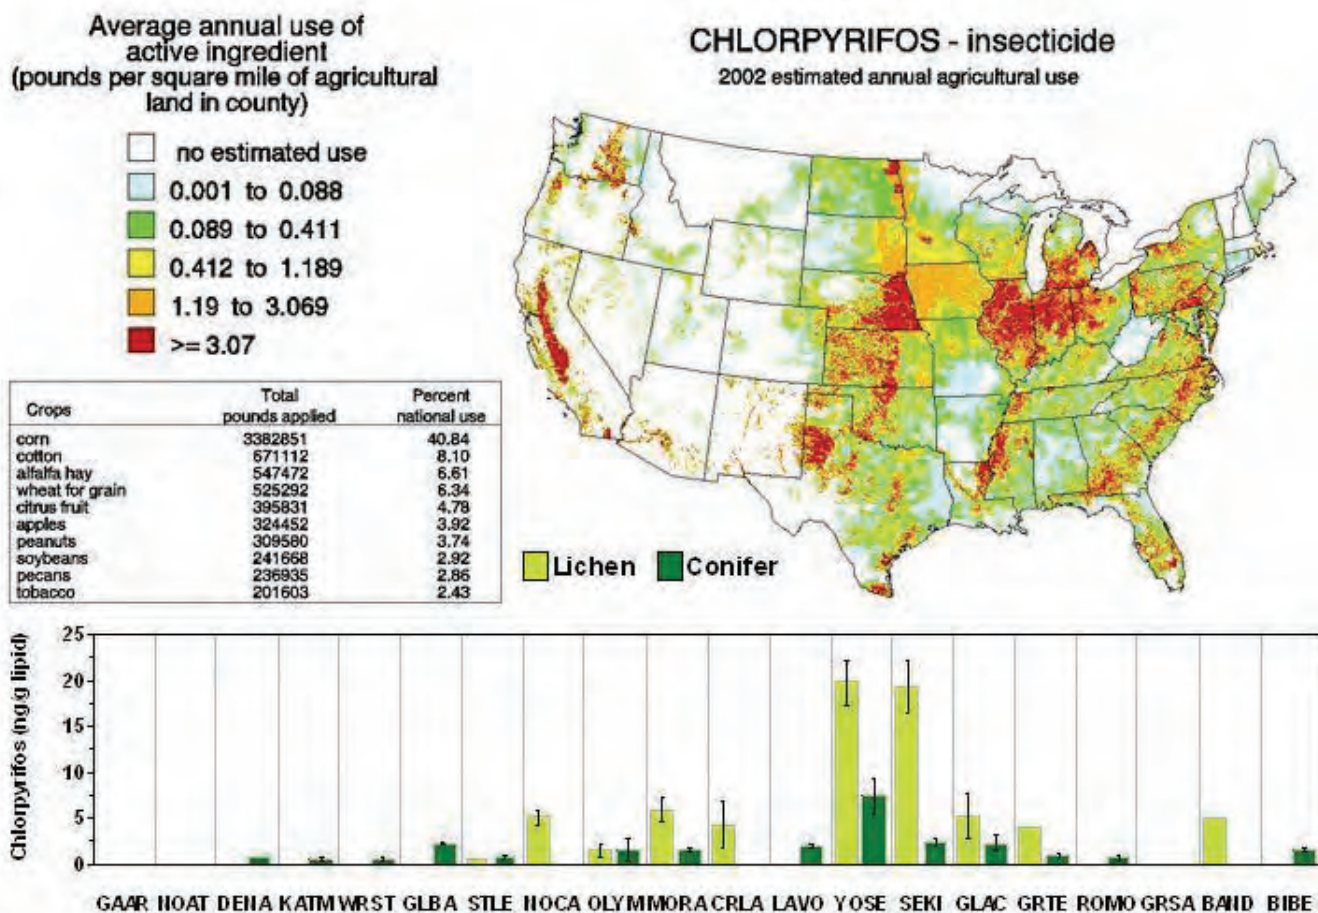 Average annual use of
active ingredient
(pounds per square mile of agricultural
land in county)
no estimated use
0.001 to 0.088
0.089 to 0.411
0.412 to 1.189
1.19 to 3.069
>= 3.07
CHLORPYRIFOS - insecticide
2002 estimated annual agricultural use
Crops Total pounds applied Percent national use
corn 3382851 40.84
cotton 671112 8.10
alfalfa hay 547472 6.61
wheat for grain 525292 6.34
citrus fruit 395831 4.78
apples 324452 3.92
peanuts 309580 3.74
soybeans 241668 2.92
pecans 236935 2.86
tobacco 201603 2.43
Lichen Conifer
Chlorpyrifos (ng.g lipid)
25
20
15
10
5
0
GAAR NOAT DENA KATM WRST GLBA STLE NOCA OLYM MORA CRLA LAVO YOSE SEKI GLAC GRTE ROMO GRSA BAND BIBE